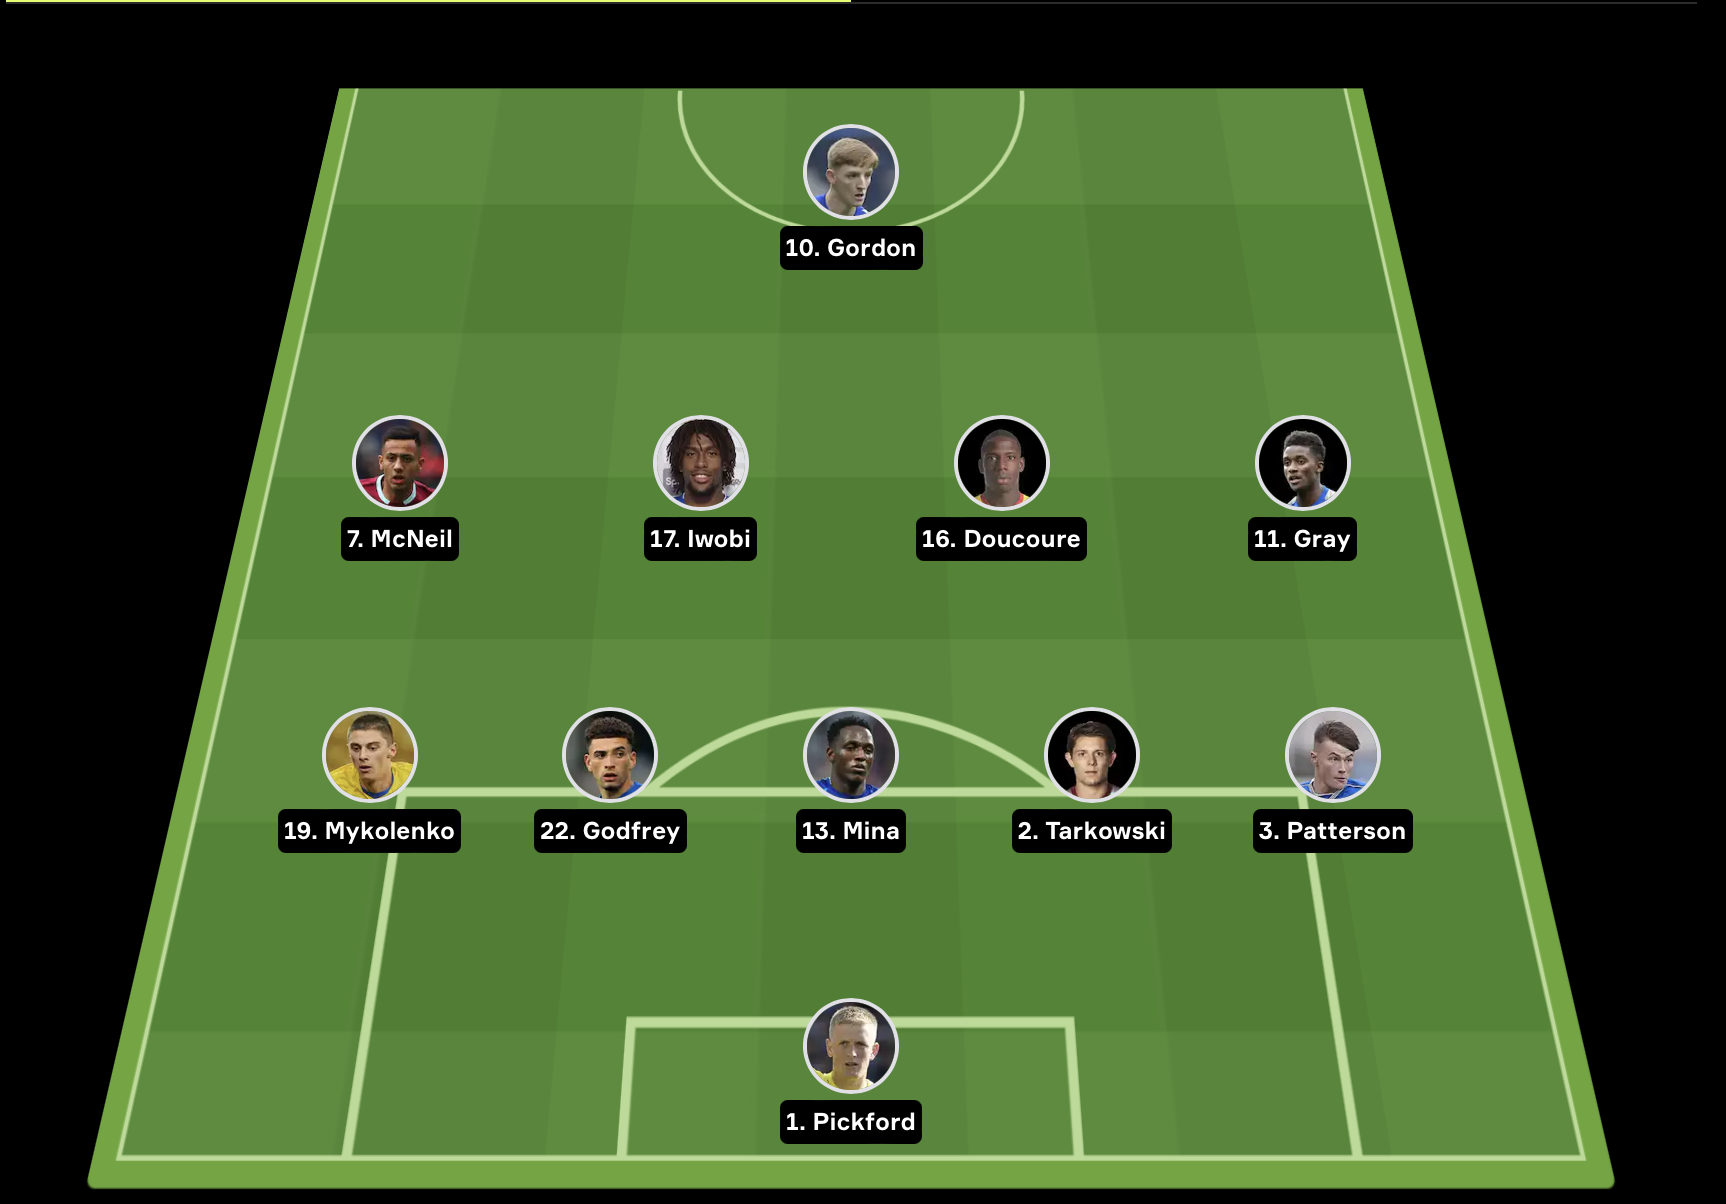 10. Gordon
7. McNeil
17. Iwobi
16. Doucoure
11. Gray
19. Mykolenko
22. Godfrey
13. Mina
2. Tarkowski
3. Patterson
1. Pickford